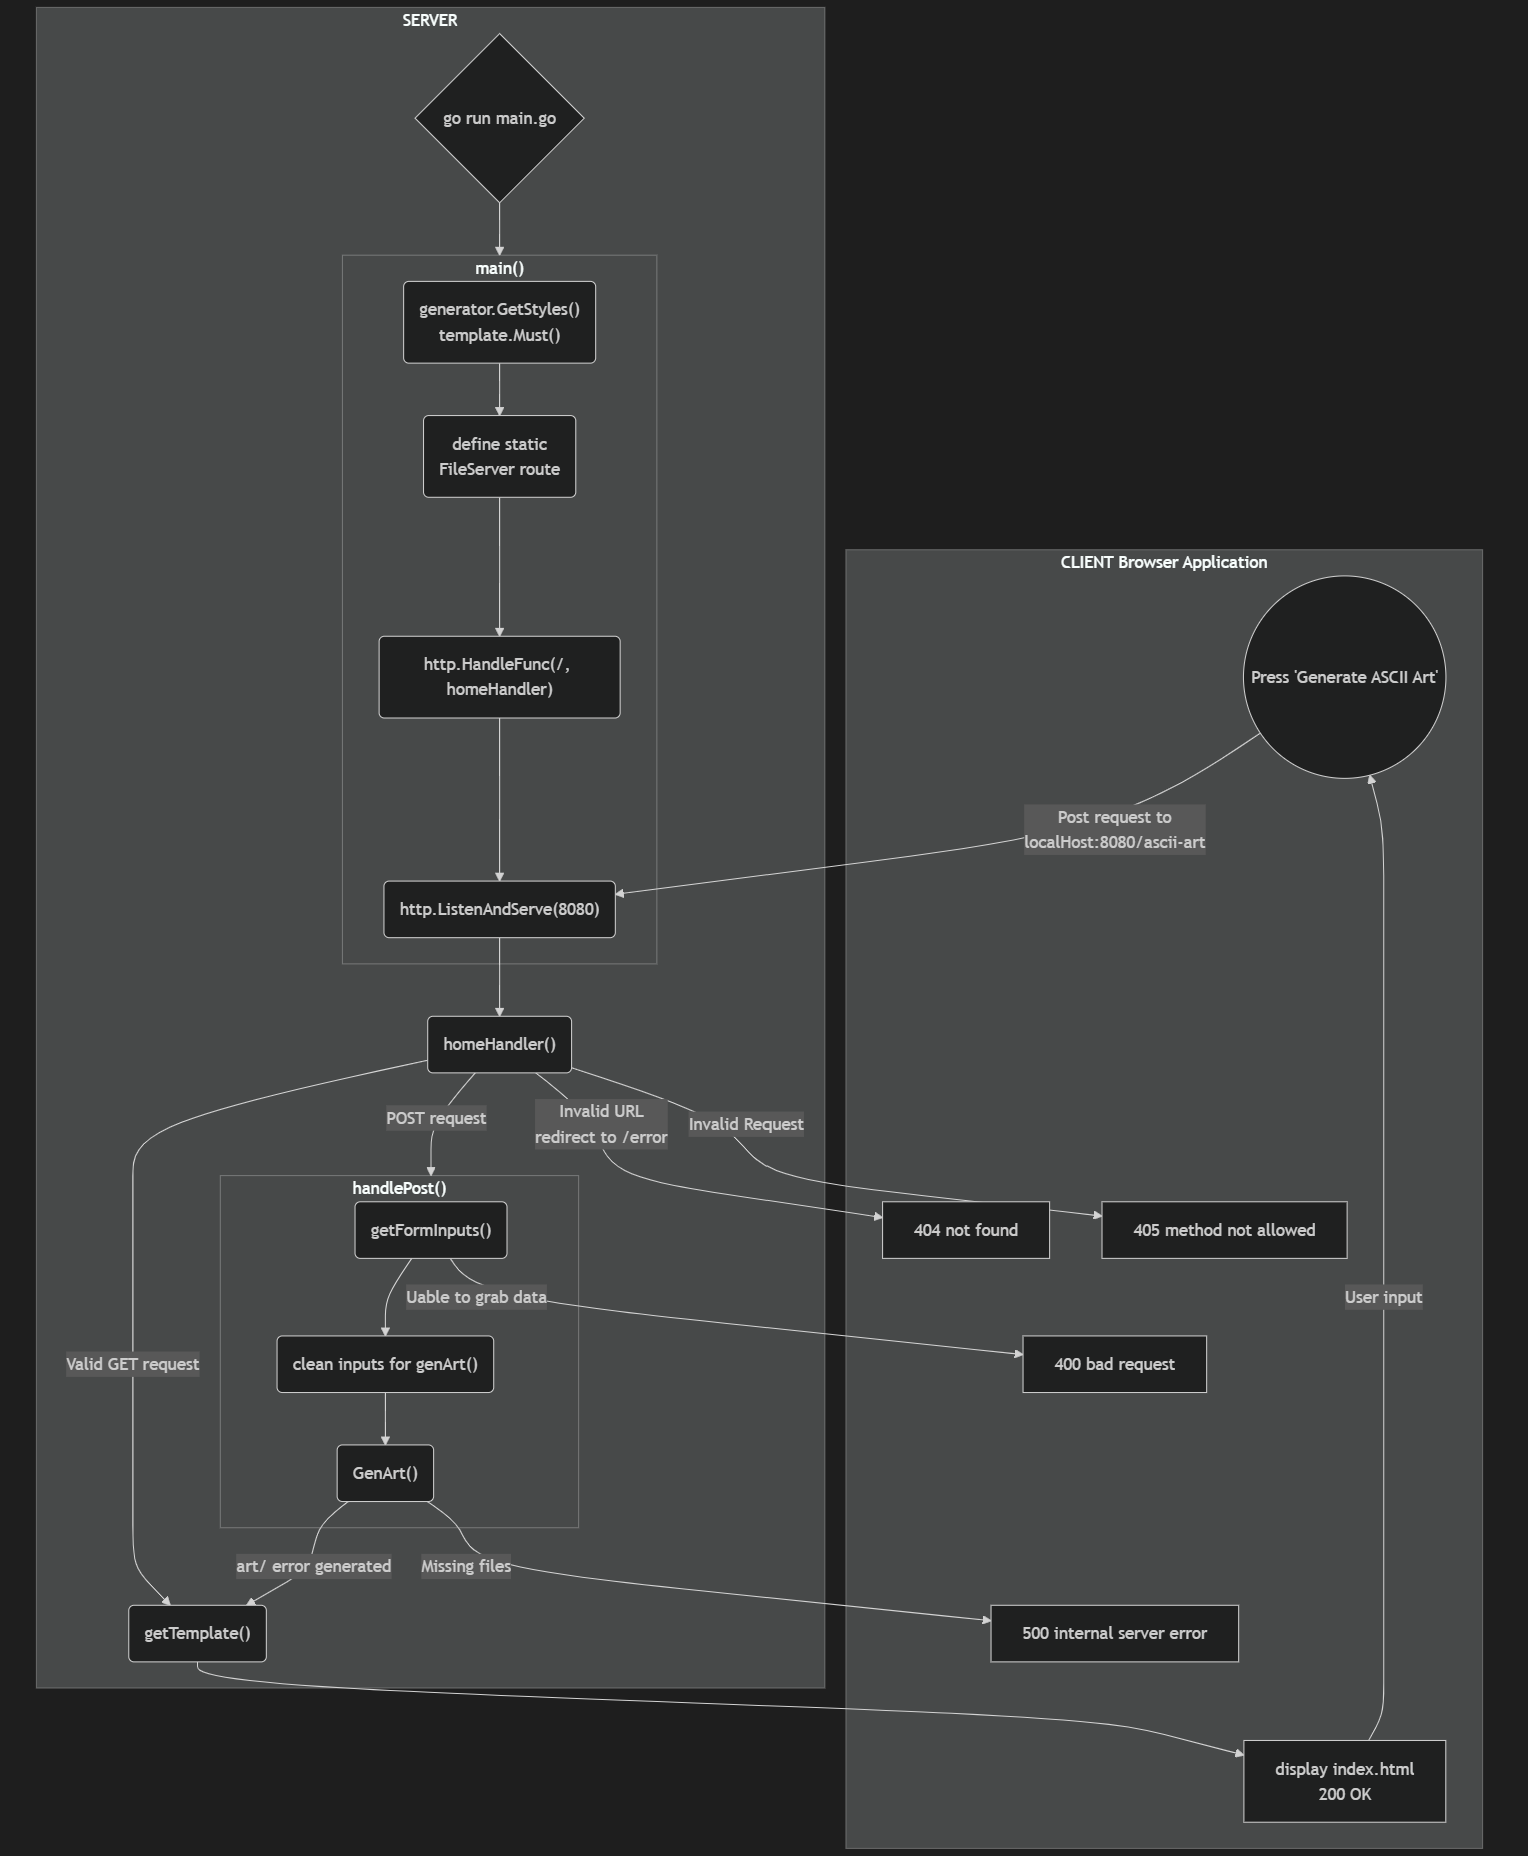 SERVER
go run main.go
main()
generator.GetStyles()
template.Must()
define static
FileServer route
http.HandleFunc(/,
homeHandler)
http.ListenAndServe(8080)
homeHandler()
POST request
Invalid URL
redirect to /error
Invalid Request
handlePost()
getFormInputs()
Uable to grab data
clean inputs for genArt()
Valid GET request
GenArt()
art/ error generated
Missing files
getTemplate()
CLIENT Browser Application
Press 'Generate ASCII Art'
Post request to
localHost:8080/ascii-art
404 not found
405 method not allowed
User input
400 bad request
500 internal server error
display index.html
200 OK